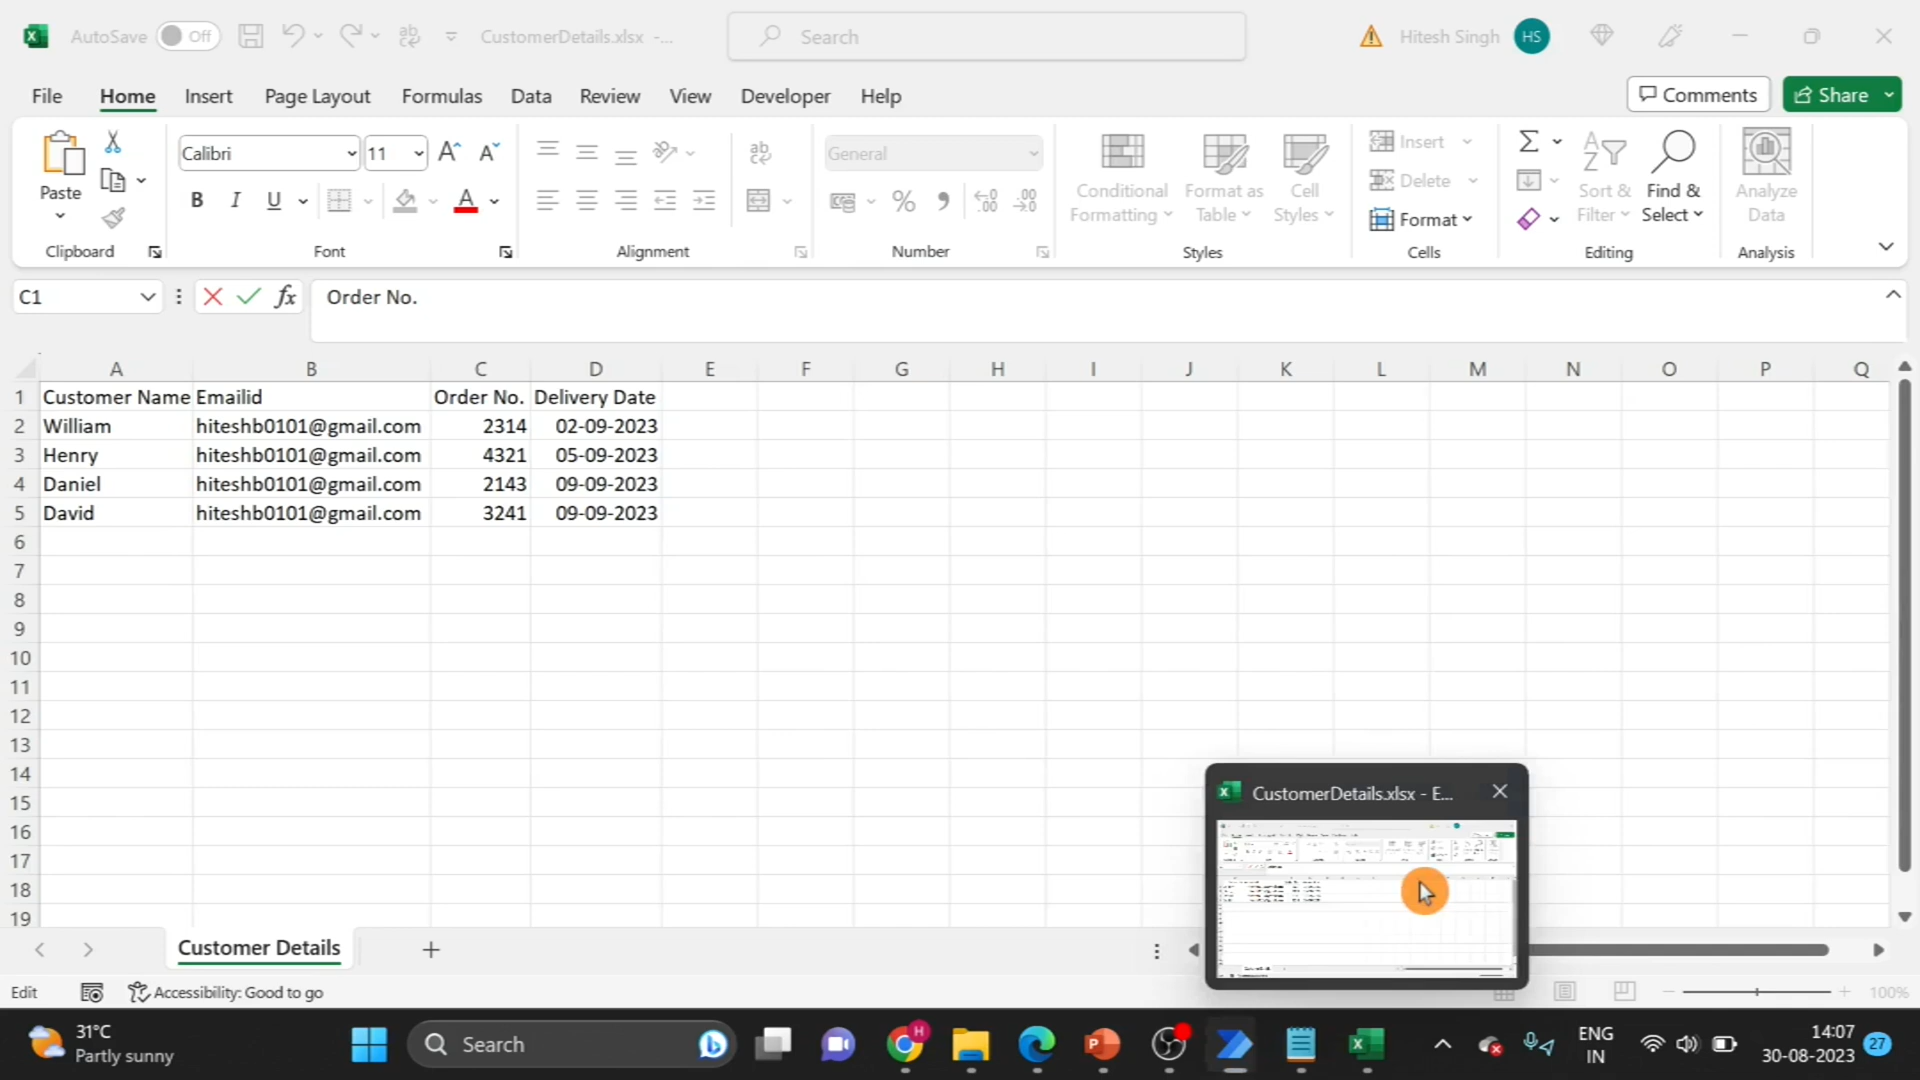 AutoSave Off CustomerDetails.xlsx -... Search Hitesh Singh HS
File Home Insert Page Layout Formulas Data Review View Developer Help Comments Share
Calibri 11 General Insert
Paste Conditional Formatting Format as Table Cell Styles Delete Sort & Filter Find & Select Analyze Data
B I U A Format
Clipboard Font Alignment Number Styles Cells Editing Analysis
C1 fx Order No.
A B C D E F G H I J K L M N O P Q
1 Customer Name Emailid Order No. Delivery Date
2 William hiteshb0101@gmail.com 2314 02-09-2023
3 Henry hiteshb0101@gmail.com 4321 05-09-2023
4 Daniel hiteshb0101@gmail.com 2143 09-09-2023
5 David hiteshb0101@gmail.com 3241 09-09-2023
6
7
8
9
10
11
12
13
14
CustomerDetails.xlsx - E...
15
16
17
18
19
Customer Details
Edit Accessibility: Good to go 100%
31°C
Partly sunny
Search
ENG
IN
14:07
30-08-2023
27